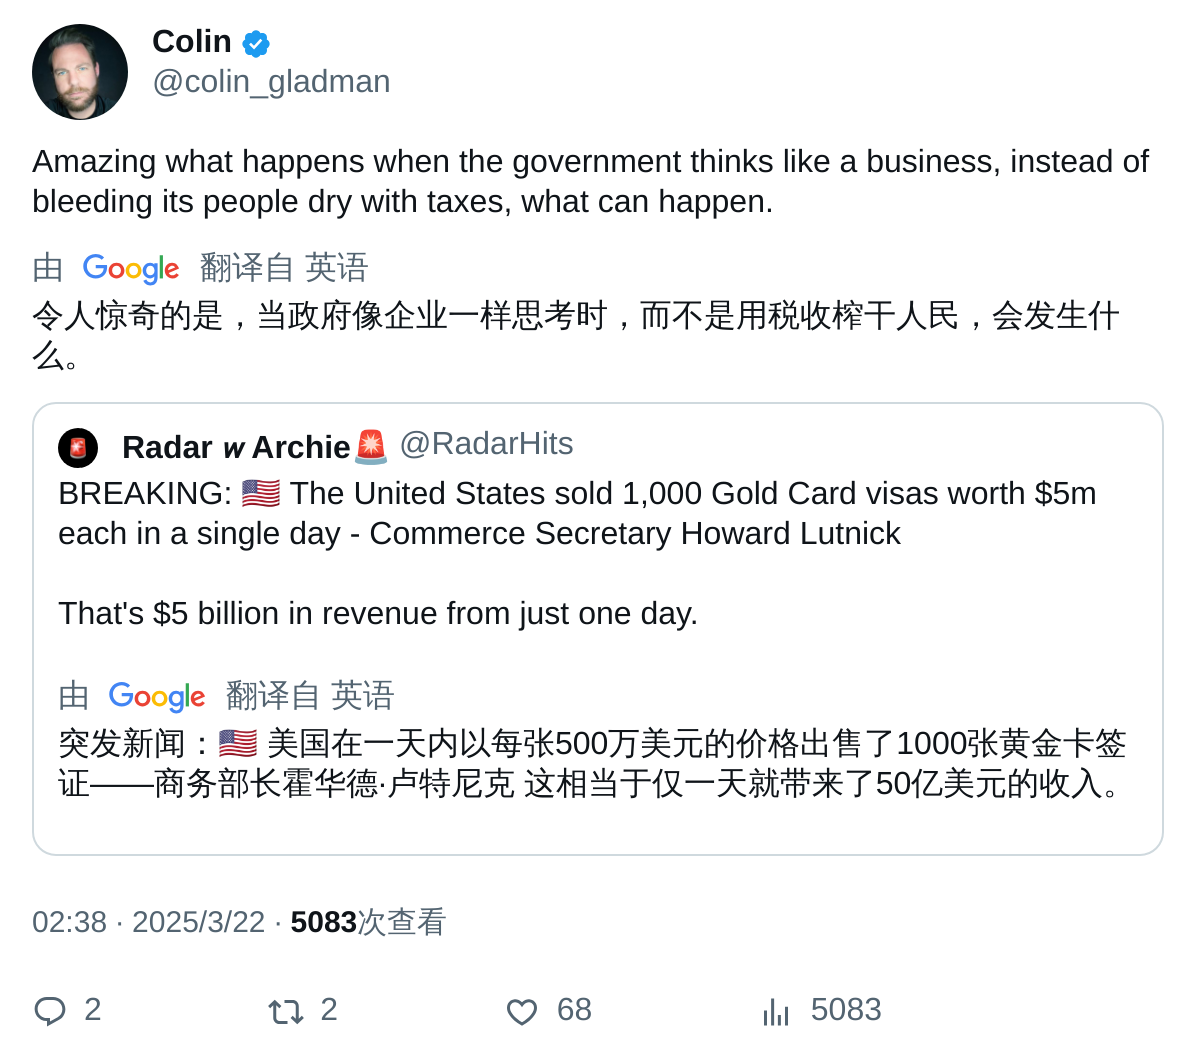 Colin
@colin_gladman
Amazing what happens when the government thinks like a business, instead of
bleeding its people dry with taxes, what can happen.
由 Google 翻译自 英语
令人惊奇的是，当政府像企业一样思考时，而不是用税收榨干人民，会发生什
么。
Radar w Archie🚨 @RadarHits
BREAKING: 🇺🇸 The United States sold 1,000 Gold Card visas worth $5m
each in a single day - Commerce Secretary Howard Lutnick
That's $5 billion in revenue from just one day.
由 Google 翻译自 英语
突发新闻：🇺🇸 美国在一天内以每张500万美元的价格出售了1000张黄金卡签
证——商务部长霍华德·卢特尼克 这相当于仅一天就带来了50亿美元的收入。
02:38 · 2025/3/22 · 5083次查看
2 2 68 5083